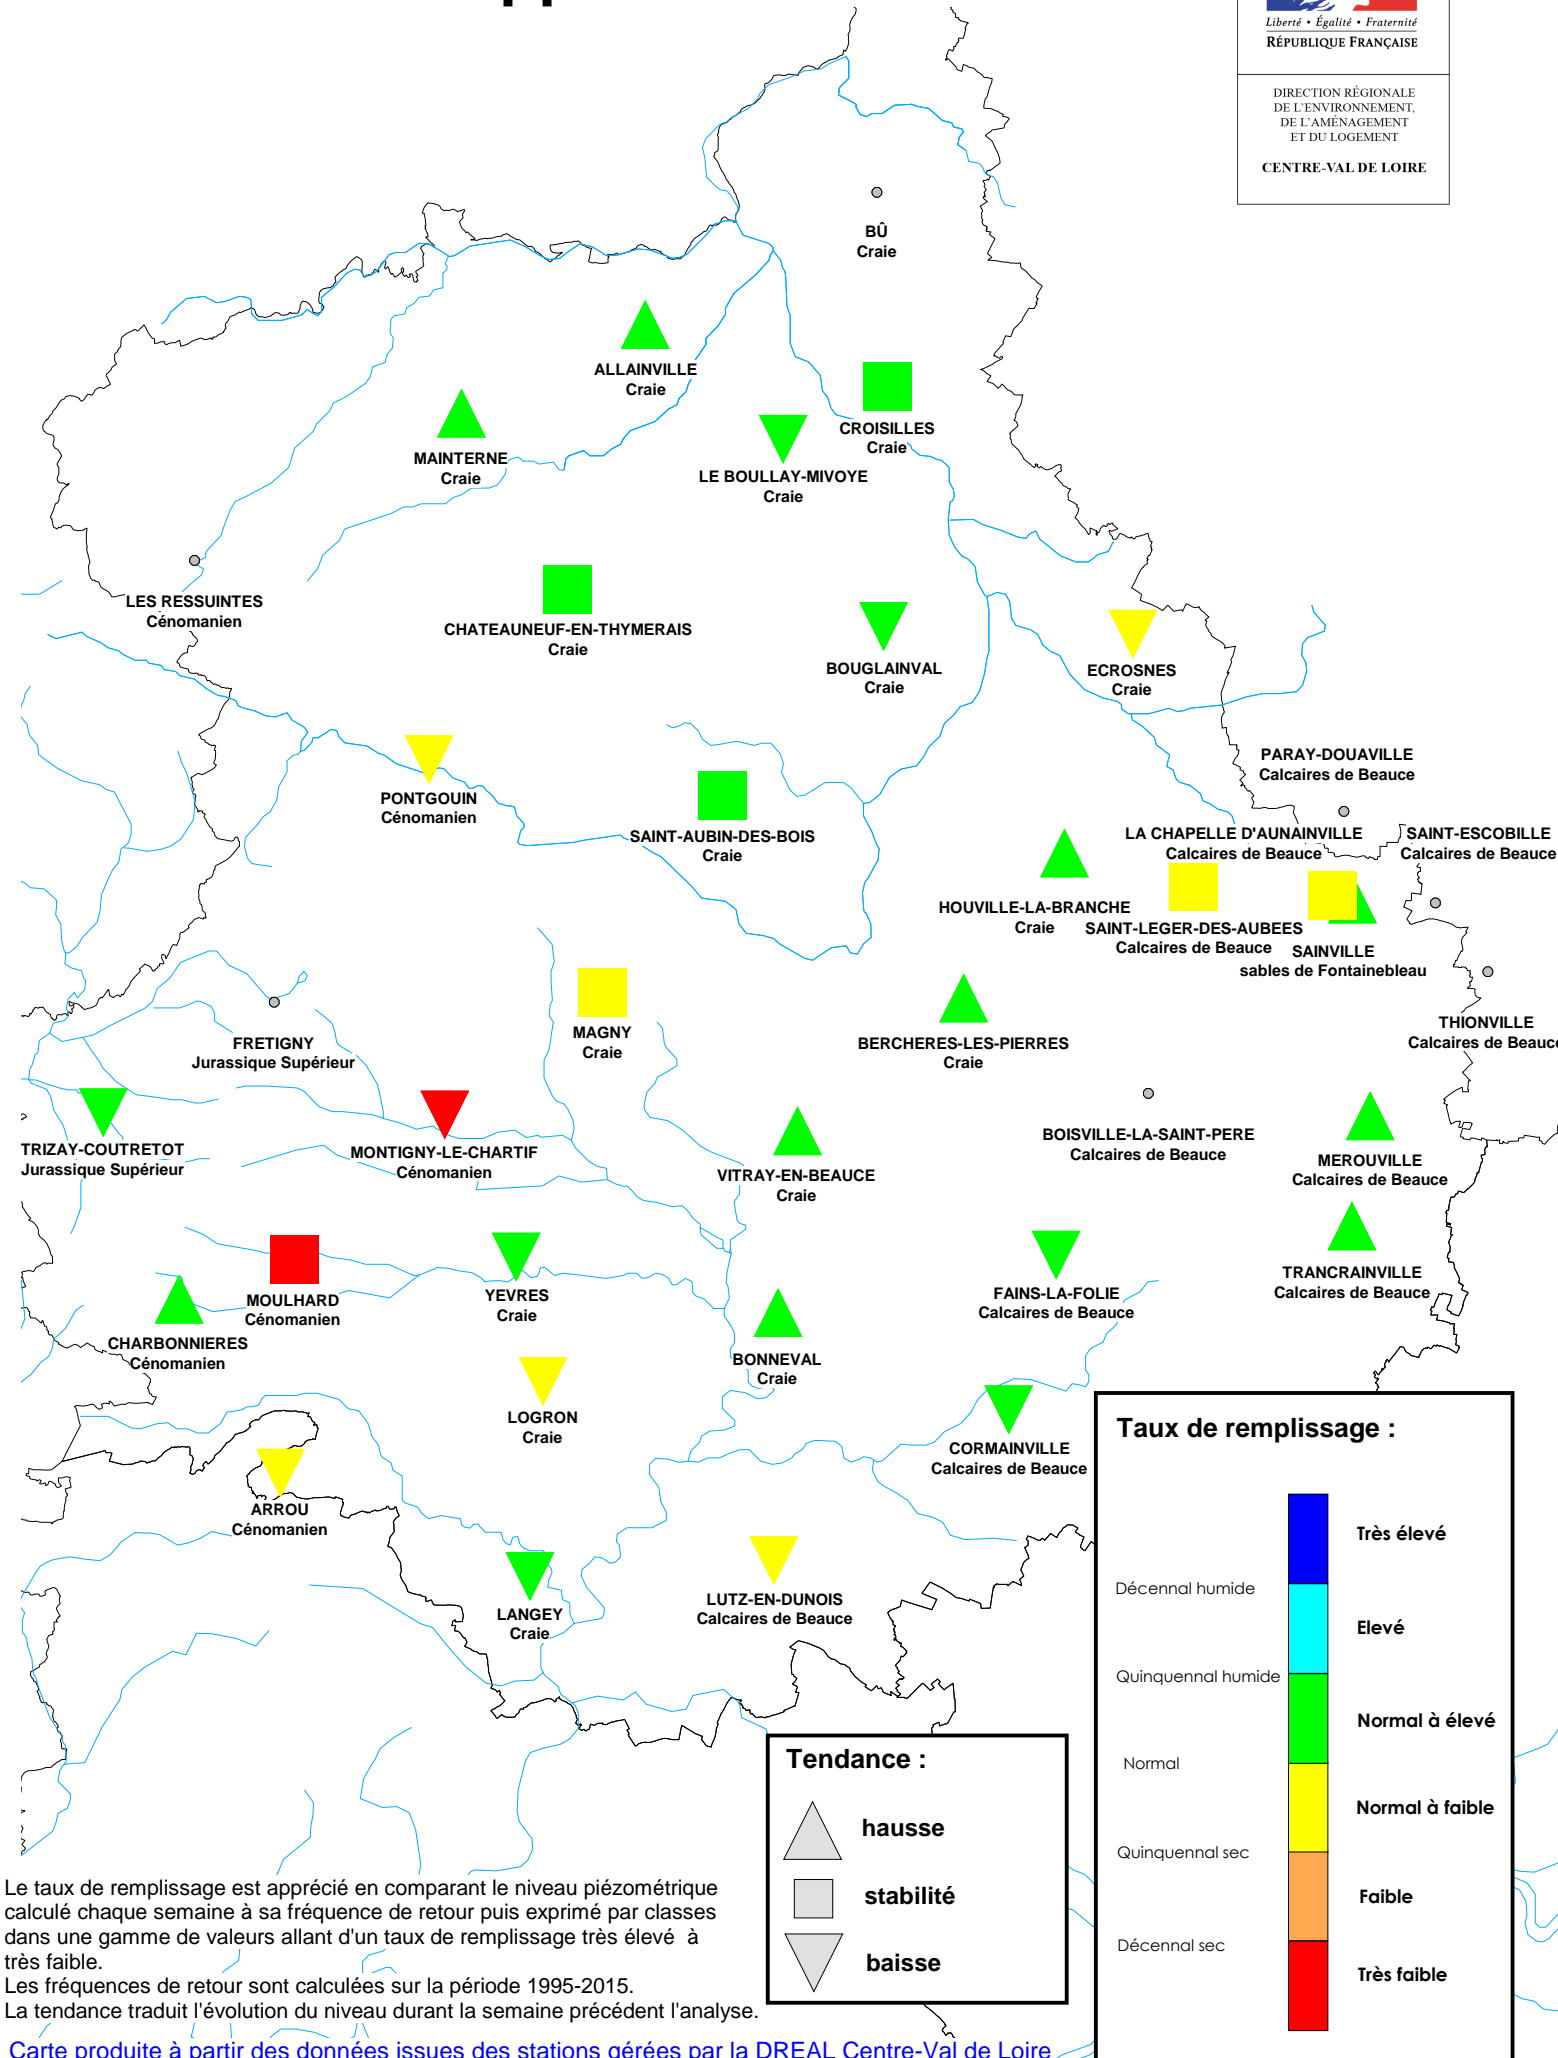 Liberté • Égalité • Fraternité
RÉPUBLIQUE FRANÇAISE
DIRECTION RÉGIONALE
DE L'ENVIRONNEMENT,
DE L'AMÉNAGEMENT
ET DU LOGEMENT
CENTRE-VAL DE LOIRE
BÛ
Craie
ALLAINVILLE
Craie
CROISILLES
Craie
MAINTERNE
Craie
LE BOULLAY-MIVOYE
Craie
LES RESSUINTES
Cénomanien
CHATEAUNEUF-EN-THYMERAIS
Craie
BOUGLAINVAL
Craie
ECROSNES
Craie
PARAY-DOUAVILLE
Calcaires de Beauce
PONTGOUIN
Cénomanien
SAINT-AUBIN-DES-BOIS
Craie
LA CHAPELLE D'AUNAINVILLE
Calcaires de Beauce
SAINT-ESCOBILLE
Calcaires de Beauce
HOUVILLE-LA-BRANCHE
Craie
SAINT-LEGER-DES-AUBEES
Calcaires de Beauce
SAINVILLE
sables de Fontainebleau
FRETIGNY
Jurassique Supérieur
MAGNY
Craie
BERCHERES-LES-PIERRES
Craie
THIONVILLE
Calcaires de Beauce
TRIZAY-COUTRETOT
Jurassique Supérieur
MONTIGNY-LE-CHARTIF
Cénomanien
VITRAY-EN-BEAUCE
Craie
BOISVILLE-LA-SAINT-PERE
Calcaires de Beauce
MEROUVILLE
Calcaires de Beauce
MOULHARD
Cénomanien
YEVRES
Craie
FAINS-LA-FOLIE
Calcaires de Beauce
TRANCRAINVILLE
Calcaires de Beauce
CHARBONNIERES
Cénomanien
BONNEVAL
Craie
LOGRON
Craie
CORMAINVILLE
Calcaires de Beauce
ARROU
Cénomanien
LANGEY
Craie
LUTZ-EN-DUNOIS
Calcaires de Beauce
Taux de remplissage :
Très élevé
Décennal humide
Elevé
Quinquennal humide
Normal à élevé
Normal
Normal à faible
Quinquennal sec
Faible
Décennal sec
Très faible
Tendance :
hausse
stabilité
baisse
Le taux de remplissage est apprécié en comparant le niveau piézométrique
calculé chaque semaine à sa fréquence de retour puis exprimé par classes
dans une gamme de valeurs allant d'un taux de remplissage très élevé à
très faible.
Les fréquences de retour sont calculées sur la période 1995-2015.
La tendance traduit l'évolution du niveau durant la semaine précédent l'analyse.
Carte produite à partir des données issues des stations gérées par la DREAL Centre-Val de Loire